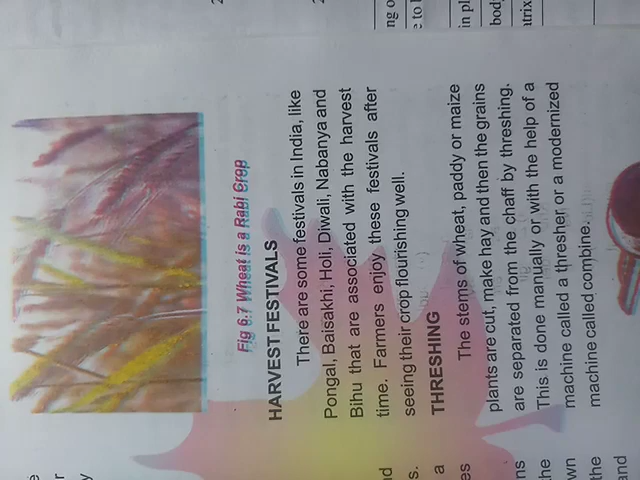 Fig 6.7 Wheat is a Rabi Crop
HARVEST FESTIVALS
There are some festivals in India, like
Pongal, Baisakhi, Holi, Diwali, Nabanya and
Bihu that are associated with the harvest
time. Farmers enjoy these festivals after
seeing their crop flourishing well.
THRESHING
The stems of wheat, paddy or maize
plants are cut, make hay and then the grains
are separated from the chaff by threshing.
This is done manually or with the help of a
machine called a thresher or a modernized
machine called combine.